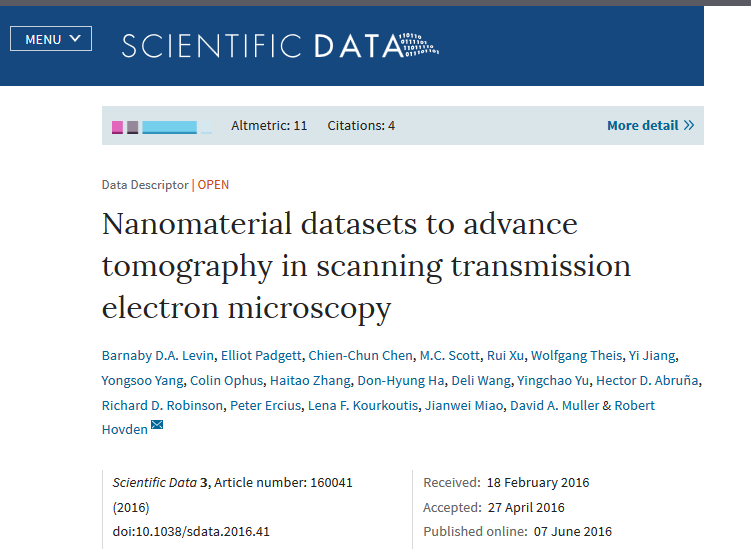 MENU
SCIENTIFIC DATA
Altmetric: 11 Citations: 4 More detail
Data Descriptor | OPEN
Nanomaterial datasets to advance
tomography in scanning transmission
electron microscopy
Barnaby D.A. Levin, Elliot Padgett, Chien-Chun Chen, M.C. Scott, Rui Xu, Wolfgang Theis, Yi Jiang,
Yongsoo Yang, Colin Ophus, Haitao Zhang, Don-Hyung Ha, Deli Wang, Yingchao Yu, Hector D. Abruña,
Richard D. Robinson, Peter Ercius, Lena F. Kourkoutis, Jianwei Miao, David A. Muller & Robert
Hovden
Scientific Data 3, Article number: 160041
(2016)
doi:10.1038/sdata.2016.41
Received: 18 February 2016
Accepted: 27 April 2016
Published online: 07 June 2016